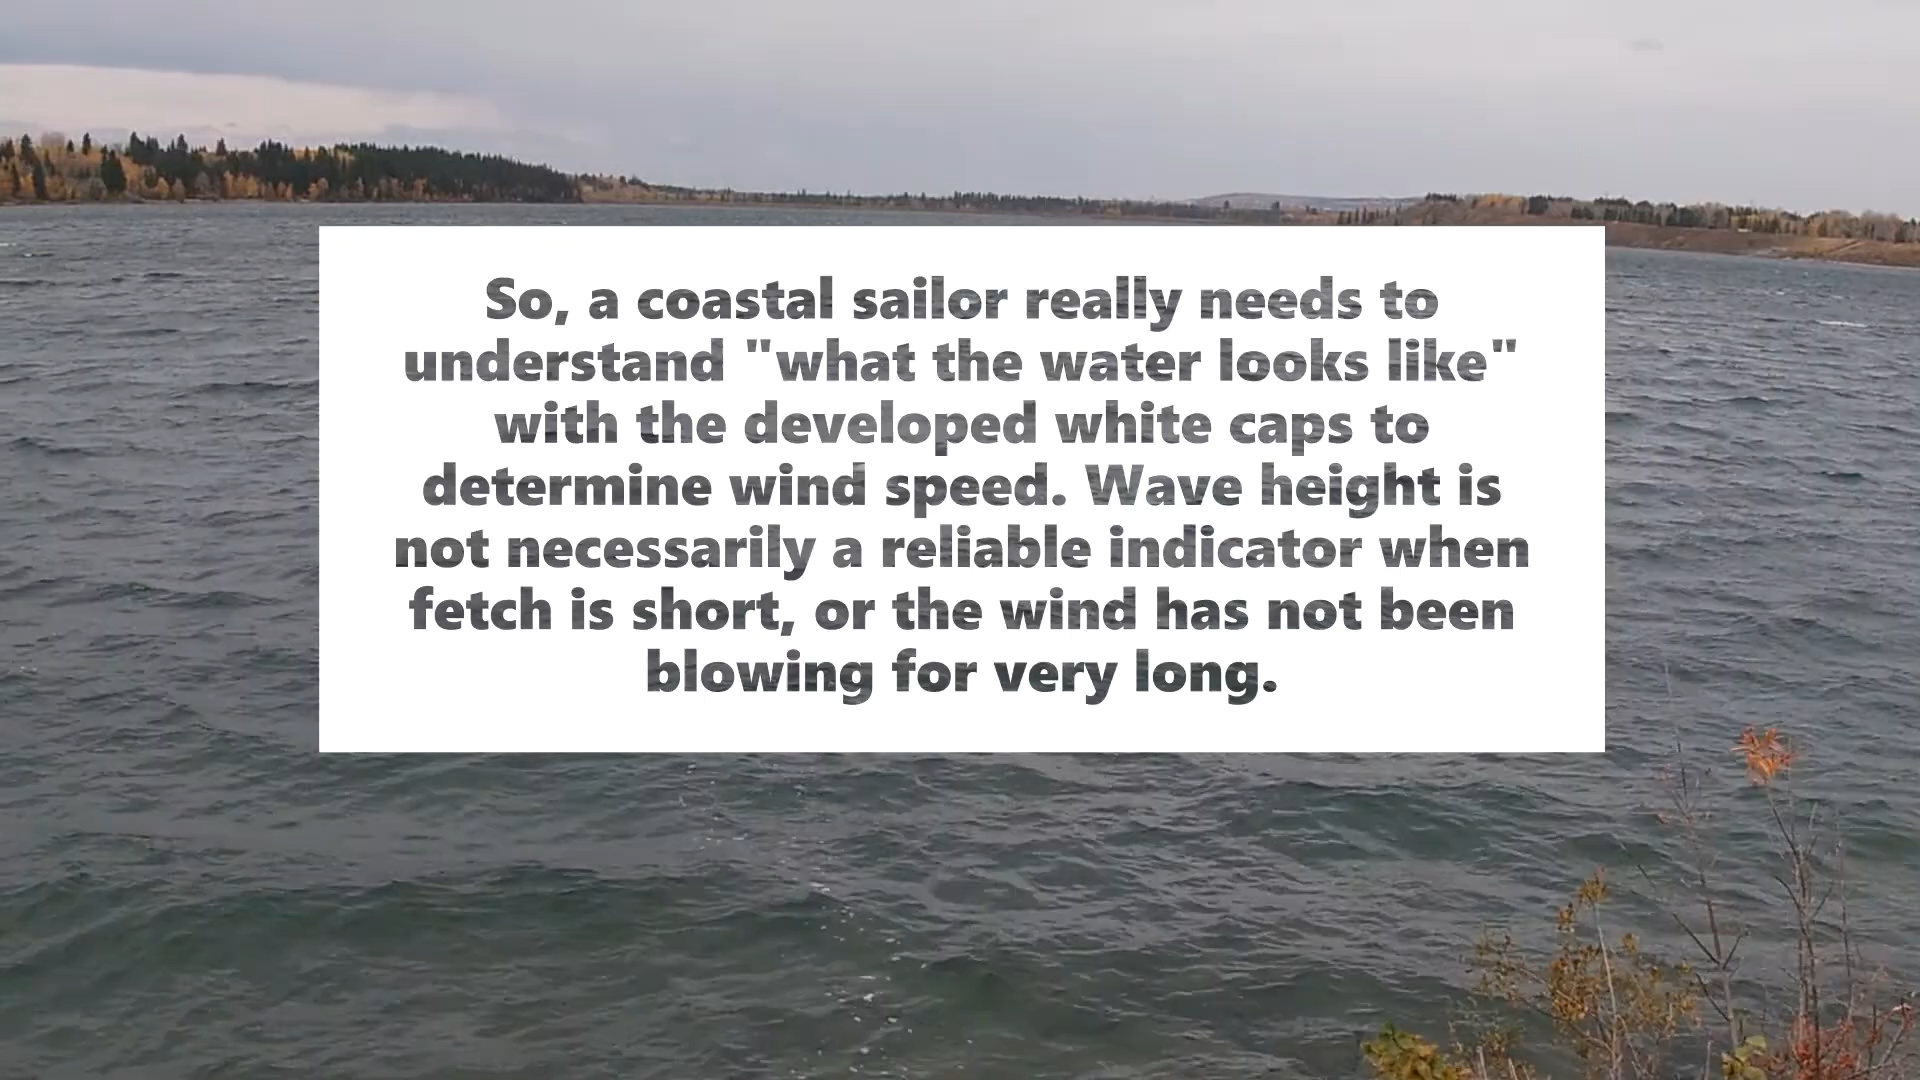 So, a coastal sailor really needs to
understand "what the water looks like"
with the developed white caps to
determine wind speed. Wave height is
not necessarily a reliable indicator when
fetch is short, or the wind has not been
blowing for very long.